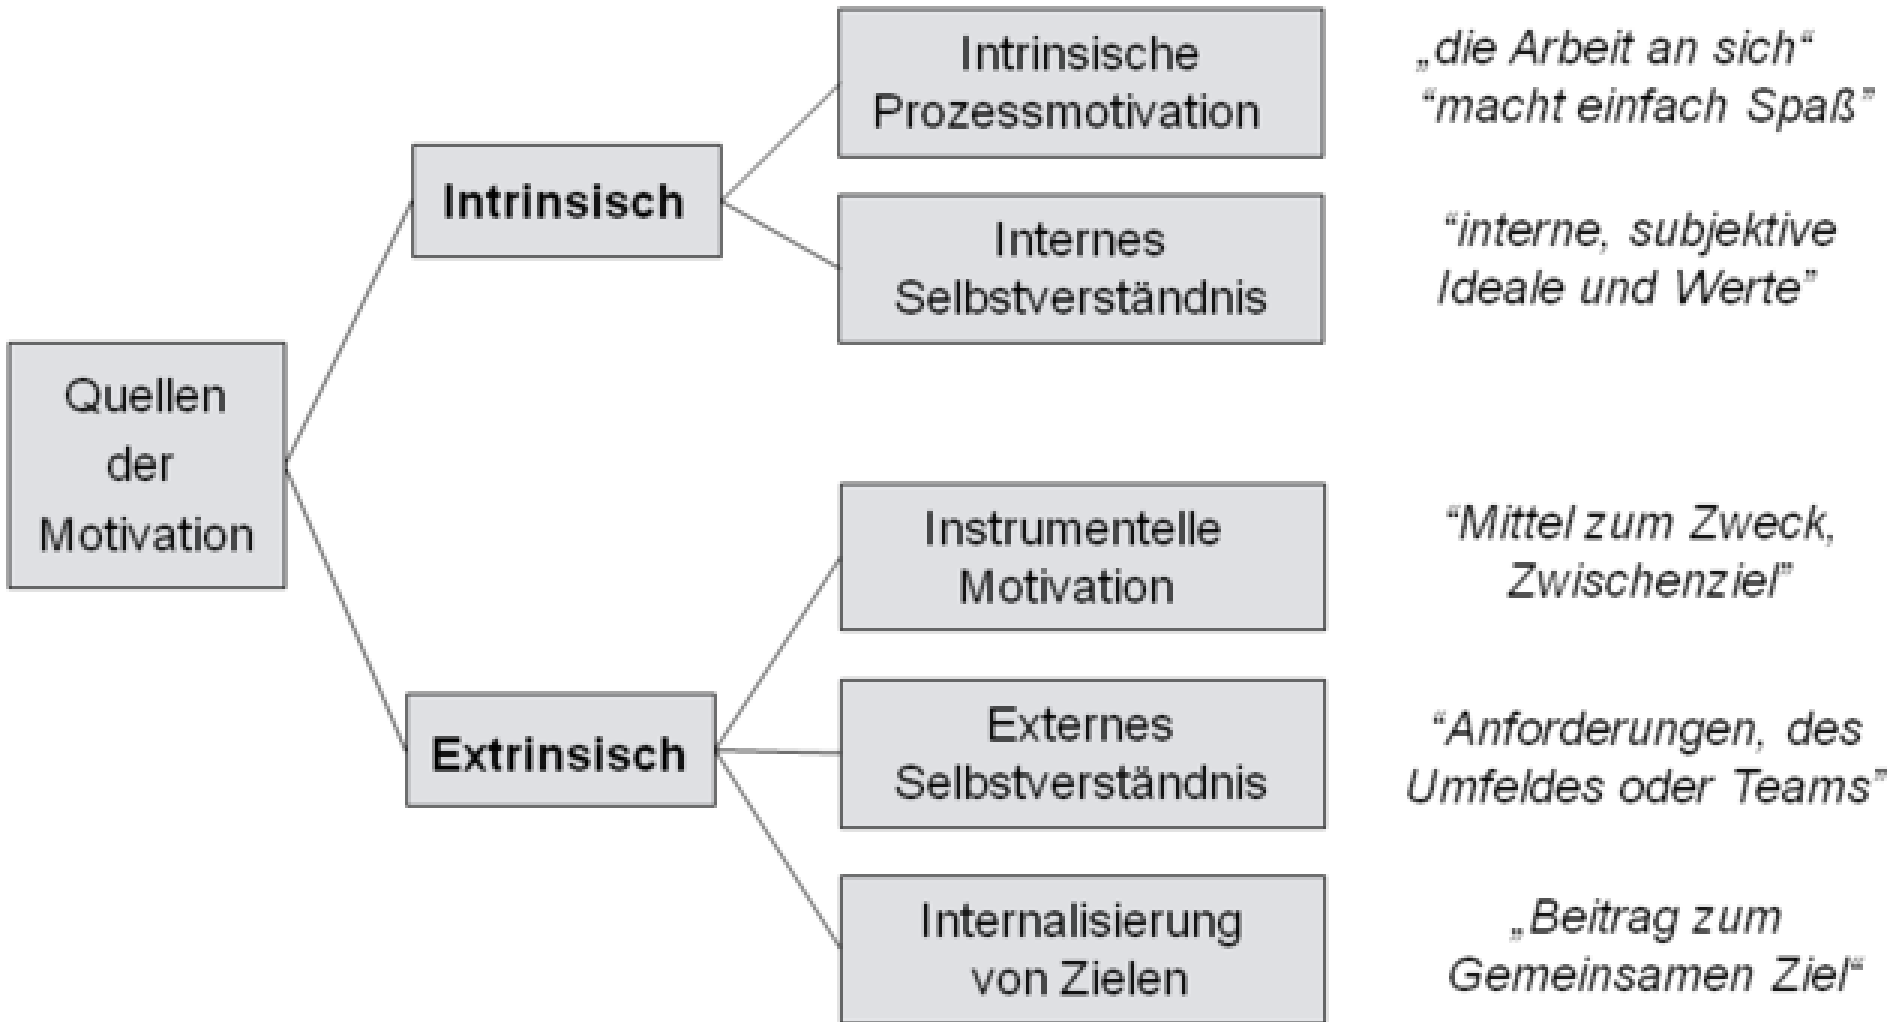 Quellen
der
Motivation
Intrinsisch
Intrinsische
Prozessmotivation
„die Arbeit an sich“
“macht einfach Spaß”
Internes
Selbstverständnis
“interne, subjektive
Ideale und Werte”
Extrinsisch
Instrumentelle
Motivation
“Mittel zum Zweck,
Zwischenziel”
Externes
Selbstverständnis
“Anforderungen, des
Umfeldes oder Teams”
Internalisierung
von Zielen
„Beitrag zum
Gemeinsamen Ziel“